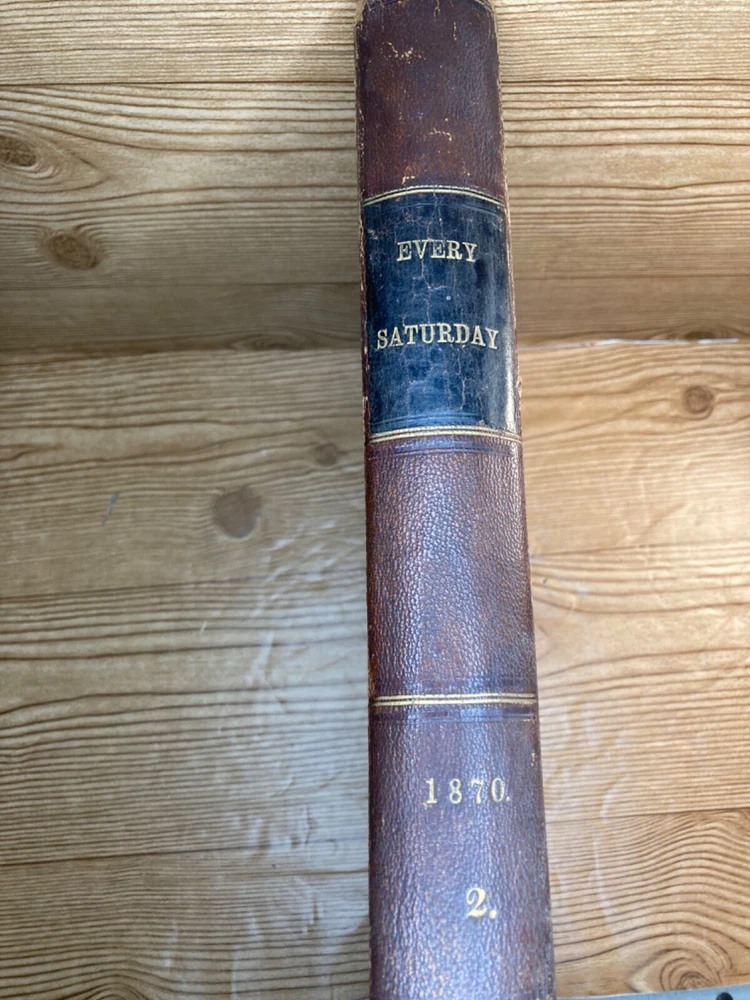 EVERY
SATURDAY
1870.
2.